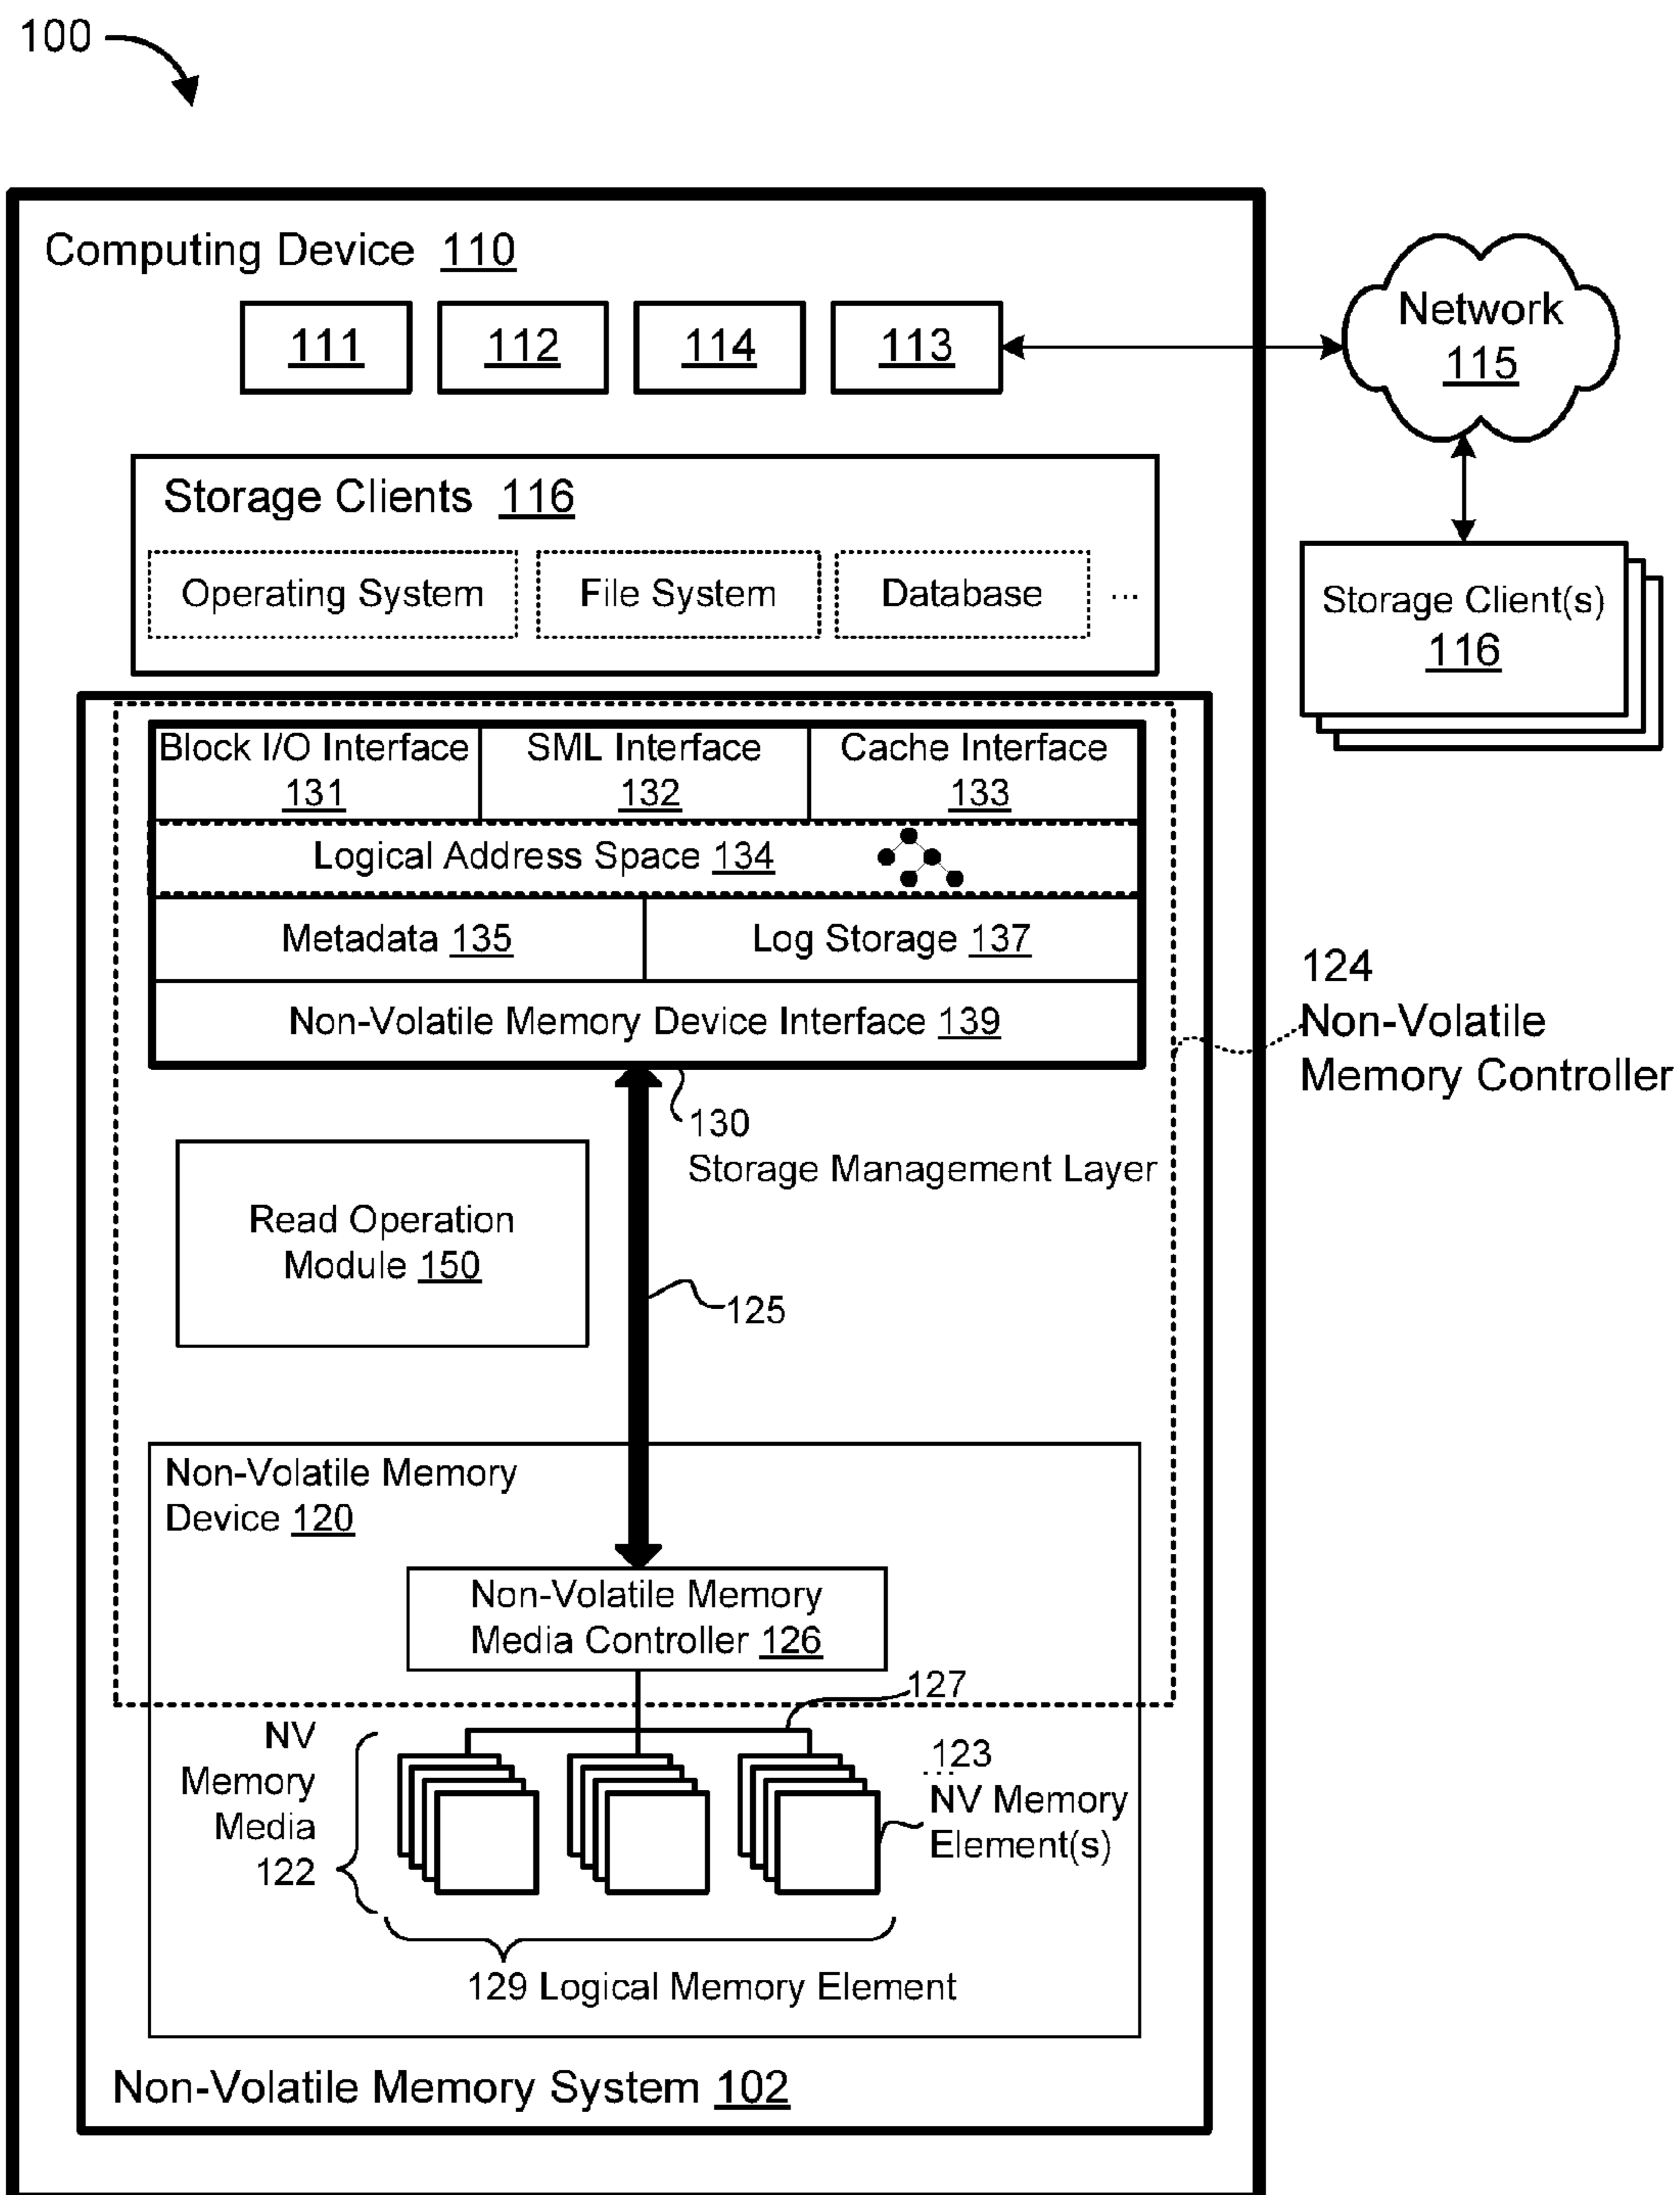 100
Computing Device 110
111 112 114 113
Network
115
Storage Clients 116
Operating System File System Database ...
Storage Client(s)
116
Block I/O Interface
131
SML Interface
132
Cache Interface
133
Logical Address Space 134
Metadata 135 Log Storage 137
Non-Volatile Memory Device Interface 139
124
Non-Volatile
Memory Controller
130
Storage Management Layer
Read Operation
Module 150
125
Non-Volatile Memory
Device 120
Non-Volatile Memory
Media Controller 126
127
NV
Memory
Media
122
123
...
NV Memory
Element(s)
129 Logical Memory Element
Non-Volatile Memory System 102